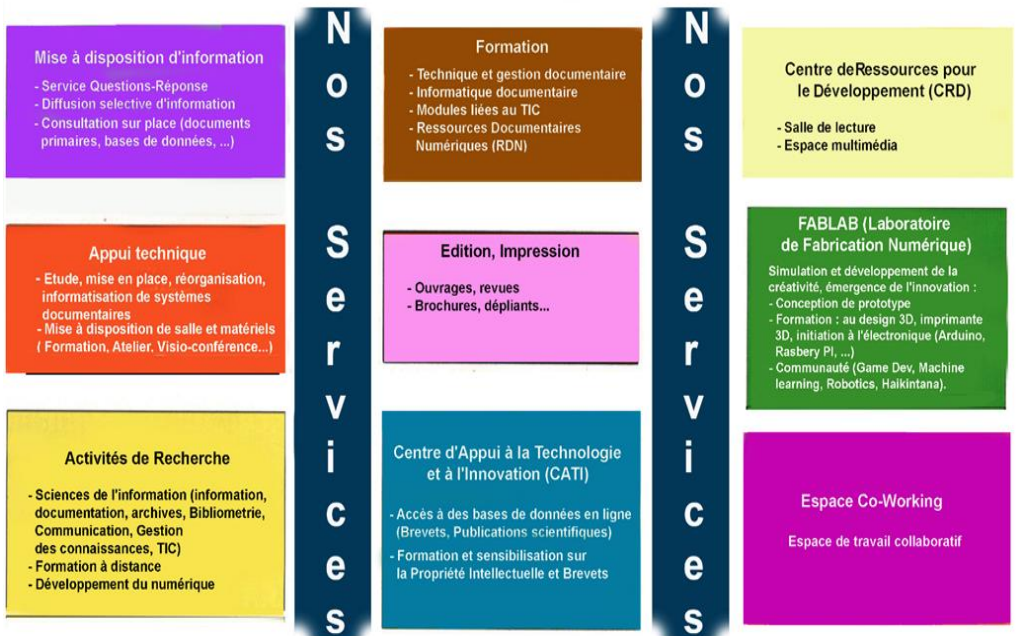 Mise à disposition d'information
- Service Questions-Réponse
- Diffusion selective d'information
- Consultation sur place (documents
primaires, bases de données, ...)
Appui technique
- Etude, mise en place, réorganisation,
informatisation de systèmes
documentaires
- Mise à disposition de salle et matériels
( Formation, Atelier, Visio-conférence...)
Activités de Recherche
- Sciences de l'information (information,
documentation, archives, Bibliometrie,
Communication, Gestion
des connaissances, TIC)
- Formation à distance
- Développement du numérique
Nos Services
Formation
- Technique et gestion documentaire
- Informatique documentaire
- Modules liées au TIC
- Ressources Documentaires
Numériques (RDN)
Edition, Impression
- Ouvrages, revues
- Brochures, dépliants...
Centre d'Appui à la Technologie
et à l'Innovation (CATI)
- Accès à des bases de données en ligne
(Brevets, Publications scientifiques)
- Formation et sensibilisation sur
la Propriété Intellectuelle et Brevets
Nos Services
Centre deRessources pour
le Développement (CRD)
- Salle de lecture
- Espace multimédia
FABLAB (Laboratoire
de Fabrication Numérique)
Simulation et développement de la
créativité, émergence de l'innovation :
- Conception de prototype
- Formation : au design 3D, imprimante
3D, initiation à l'électronique (Arduino,
Rasbery PI, ...)
- Communauté (Game Dev, Machine
learning, Robotics, Haikintana).
Espace Co-Working
Espace de travail collaboratif